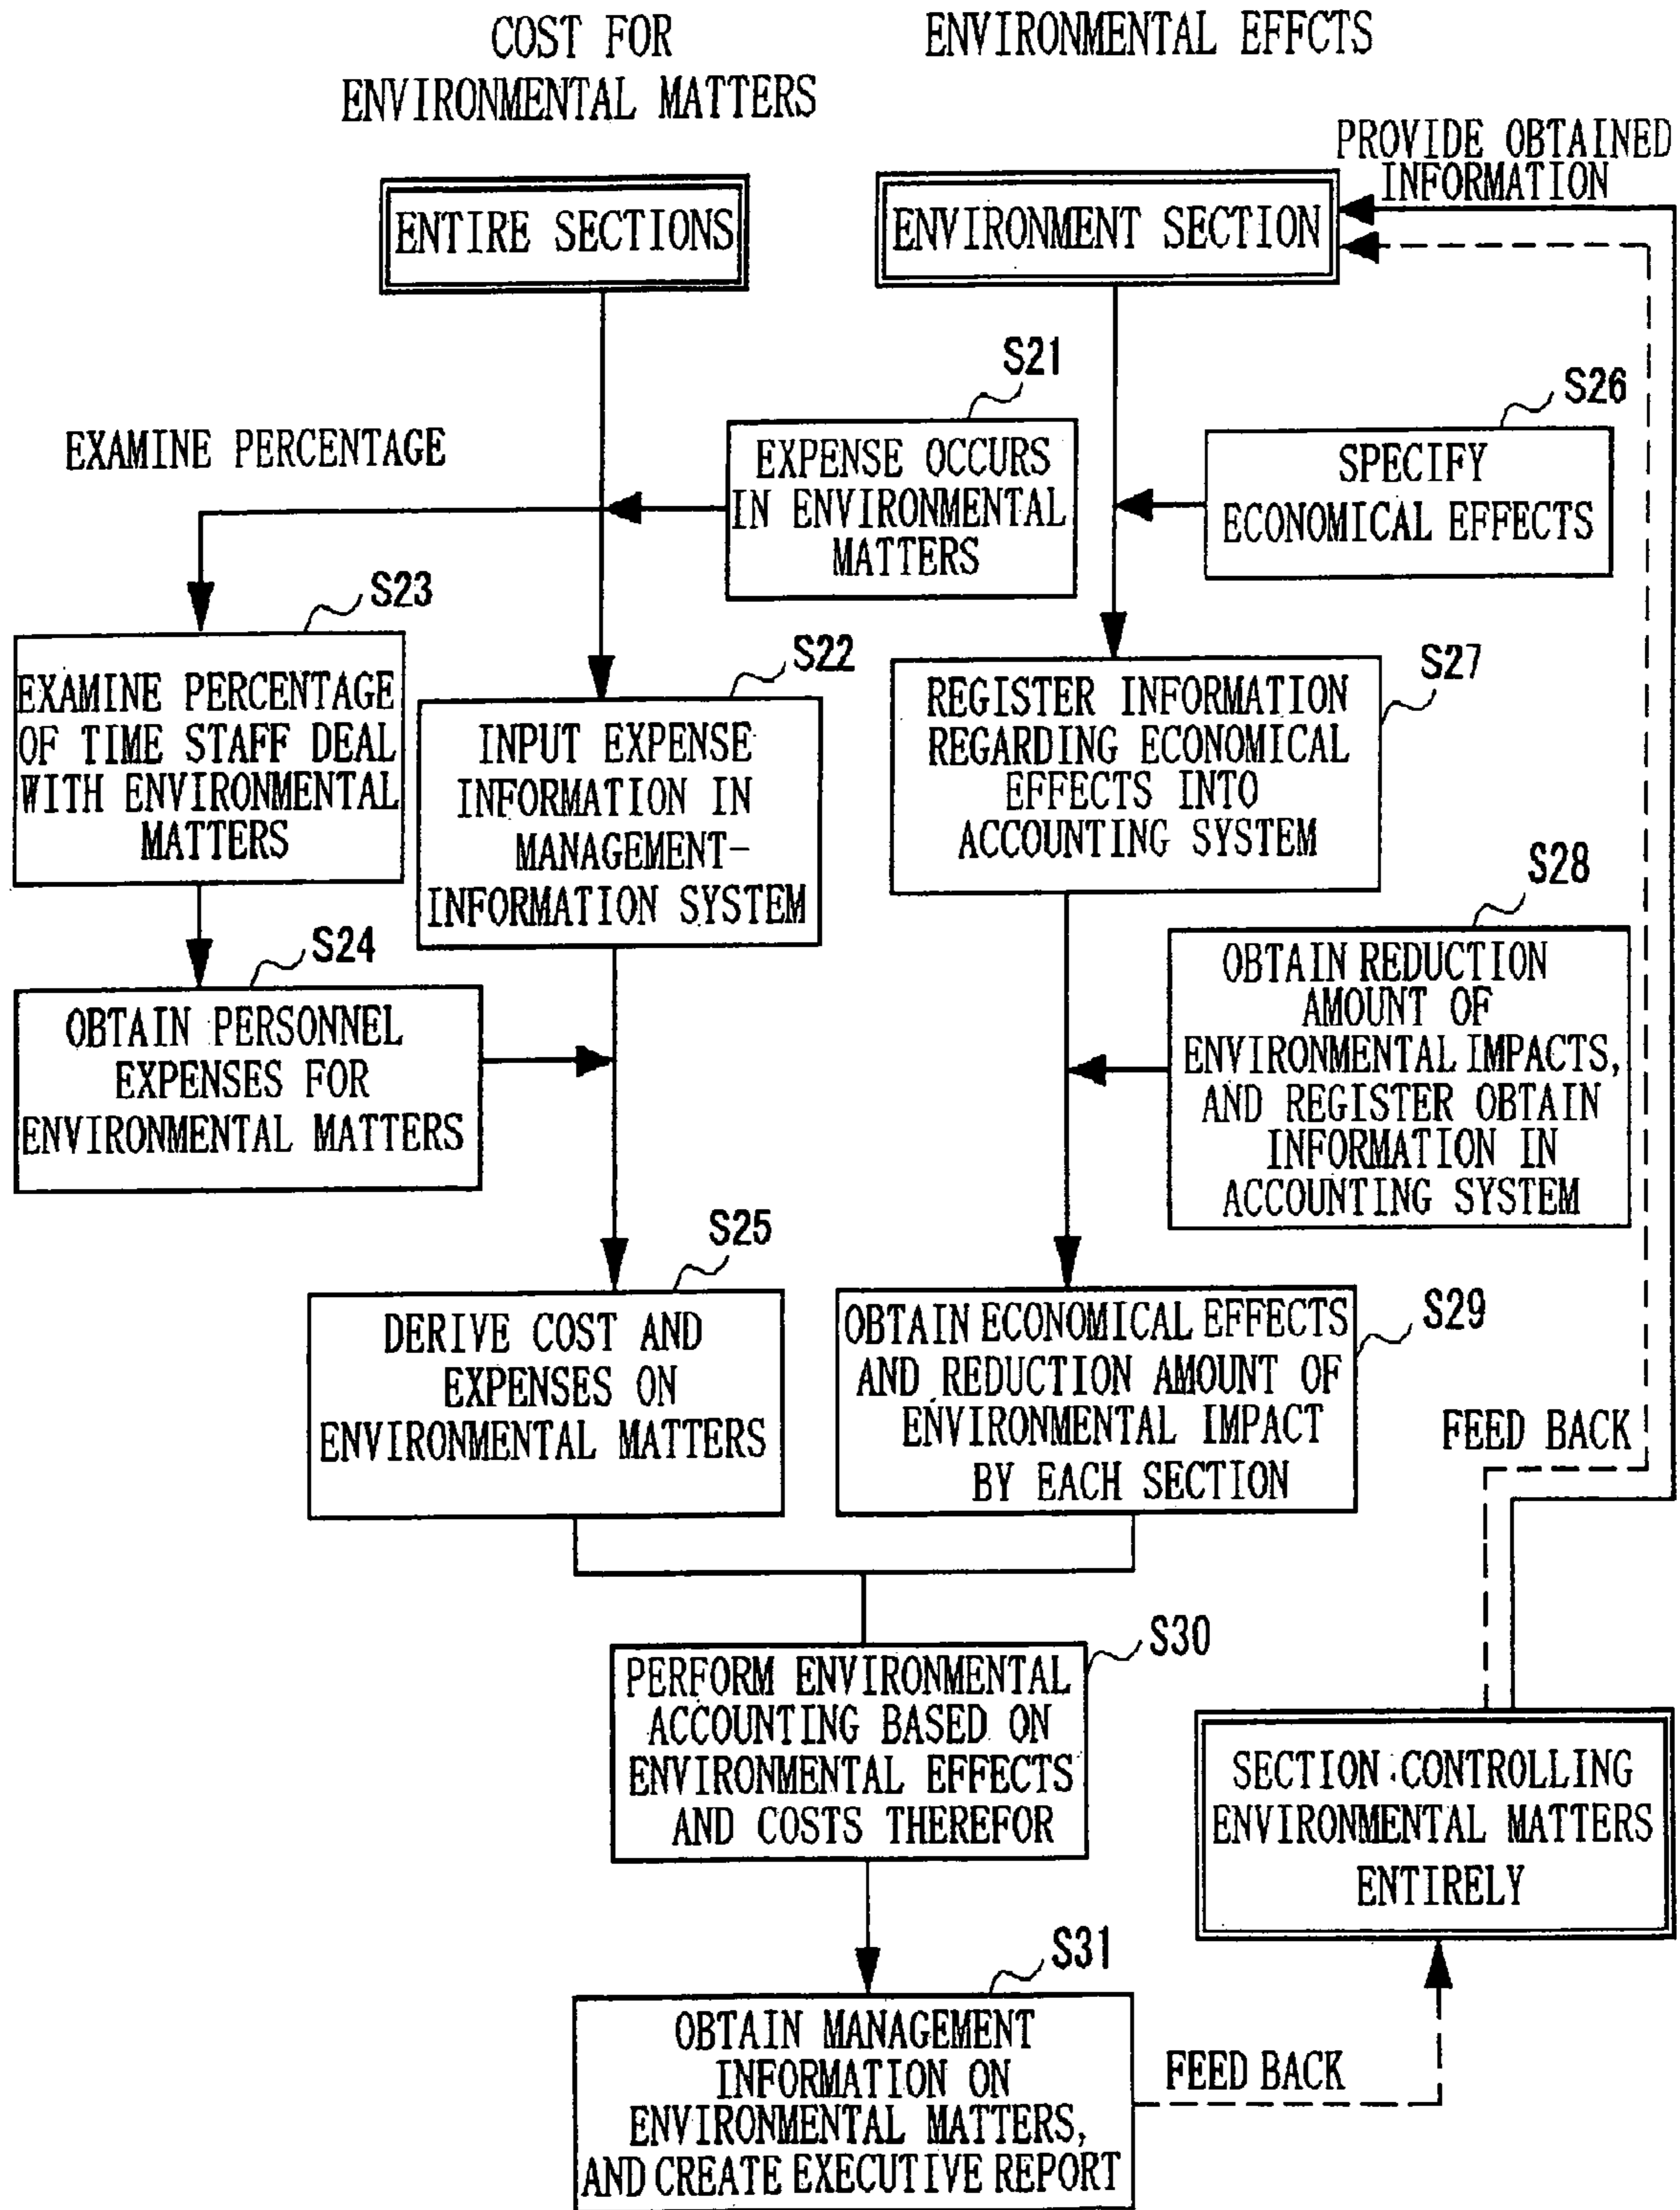 COST FOR
ENVIRONMENTAL MATTERS
ENVIRONMENTAL EFFCTS
PROVIDE OBTAINED
INFORMATION
ENTIRE SECTIONS
ENVIRONMENT SECTION
S21
EXPENSE OCCURS
IN ENVIRONMENTAL
MATTERS
S26
SPECIFY
ECONOMICAL EFFECTS
EXAMINE PERCENTAGE
S23
EXAMINE PERCENTAGE
OF TIME STAFF DEAL
WITH ENVIRONMENTAL
MATTERS
S22
INPUT EXPENSE
INFORMATION IN
MANAGEMENT-
INFORMATION SYSTEM
S27
REGISTER INFORMATION
REGARDING ECONOMICAL
EFFECTS INTO
ACCOUNTING SYSTEM
S24
OBTAIN PERSONNEL
EXPENSES FOR
ENVIRONMENTAL MATTERS
S28
OBTAIN REDUCTION
AMOUNT OF
ENVIRONMENTAL IMPACTS,
AND REGISTER OBTAIN
INFORMATION IN
ACCOUNTING SYSTEM
S25
DERIVE COST AND
EXPENSES ON
ENVIRONMENTAL MATTERS
S29
OBTAIN ECONOMICAL EFFECTS
AND REDUCTION AMOUNT OF
ENVIRONMENTAL IMPACT
BY EACH SECTION
FEED BACK
S30
PERFORM ENVIRONMENTAL
ACCOUNTING BASED ON
ENVIRONMENTAL EFFECTS
AND COSTS THEREFOR
SECTION CONTROLLING
ENVIRONMENTAL MATTERS
ENTIRELY
S31
OBTAIN MANAGEMENT
INFORMATION ON
ENVIRONMENTAL MATTERS,
AND CREATE EXECUTIVE REPORT
FEED BACK